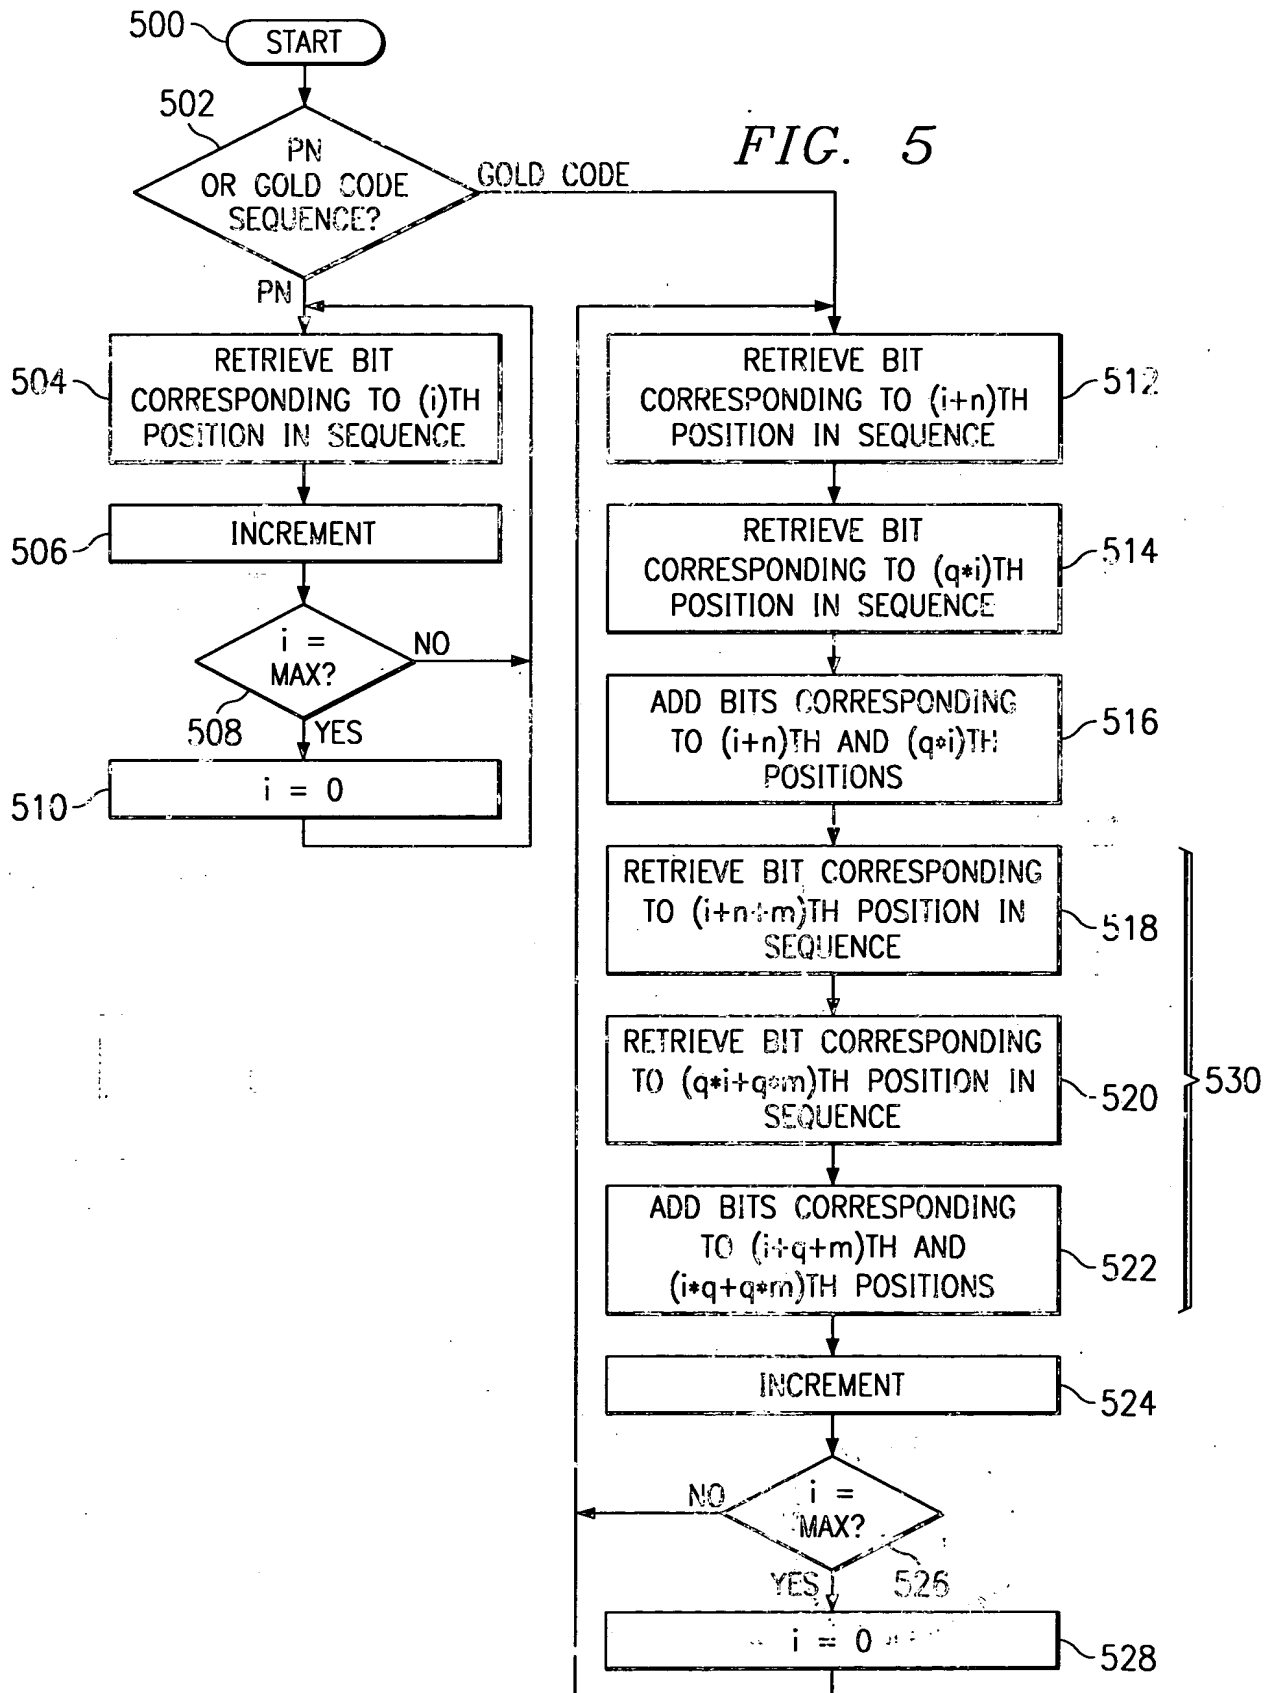 500
START
502
FIG. 5
PN
OR GOLD CODE
SEQUENCE?
GOLD CODE
PN
504
RETRIEVE BIT
CORRESPONDING TO (i)TH
POSITION IN SEQUENCE
506
INCREMENT
i =
MAX?
NO
508
YES
510
i = 0
RETRIEVE BIT
CORRESPONDING TO (i+n)TH
POSITION IN SEQUENCE
512
RETRIEVE BIT
CORRESPONDING TO (q*i)TH
POSITION IN SEQUENCE
514
ADD BITS CORRESPONDING
TO (i+n)TH AND (q*i)TH
POSITIONS
516
RETRIEVE BIT CORRESPONDING
TO (i+n+m)TH POSITION IN
SEQUENCE
518
RETRIEVE BIT CORRESPONDING
TO (q*i+q*m)TH POSITION IN
SEQUENCE
520
530
ADD BITS CORRESPONDING
TO (i+q+m)TH AND
(i*q+q*m)TH POSITIONS
522
INCREMENT
524
NO
i =
MAX?
YES
526
i = 0
528